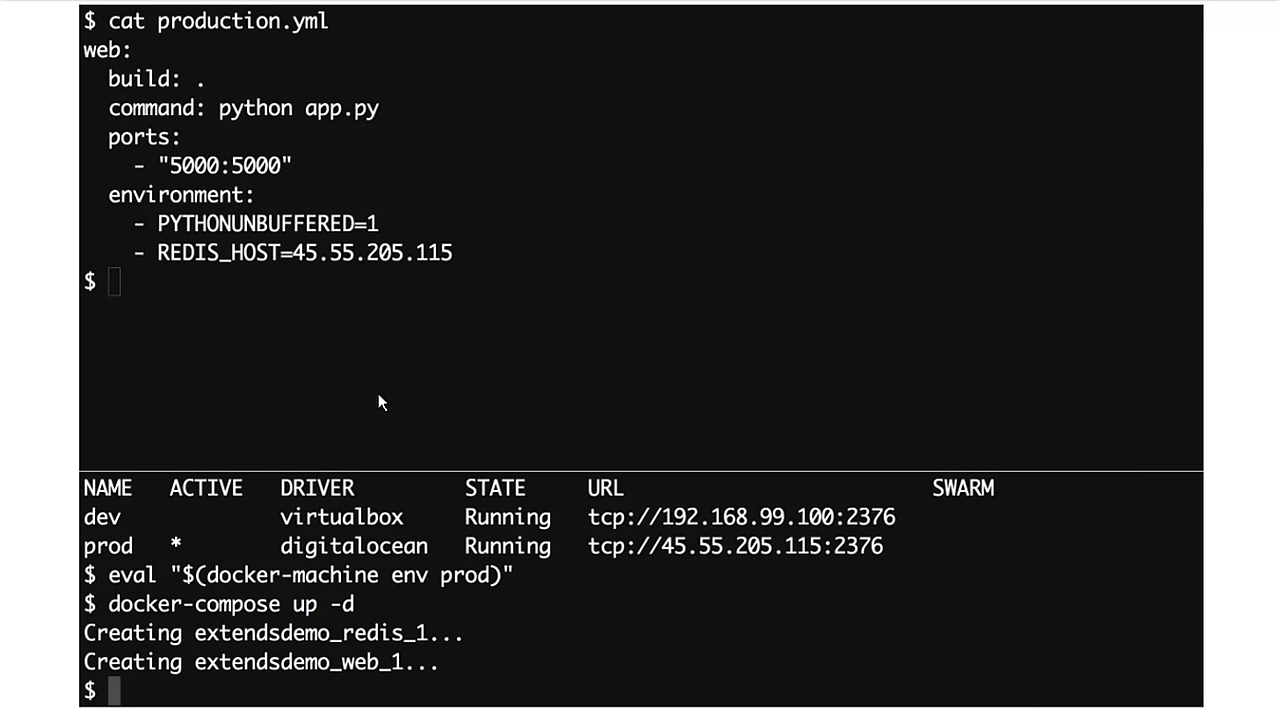 $ cat production.yml
web:
  build: .
  command: python app.py
  ports:
    - "5000:5000"
  environment:
    - PYTHONUNBUFFERED=1
    - REDIS_HOST=45.55.205.115
$
NAME   ACTIVE   DRIVER         STATE     URL                         SWARM
dev             virtualbox     Running   tcp://192.168.99.100:2376
prod   *        digitalocean   Running   tcp://45.55.205.115:2376
$ eval "$(docker-machine env prod)"
$ docker-compose up -d
Creating extendsdemo_redis_1...
Creating extendsdemo_web_1...
$